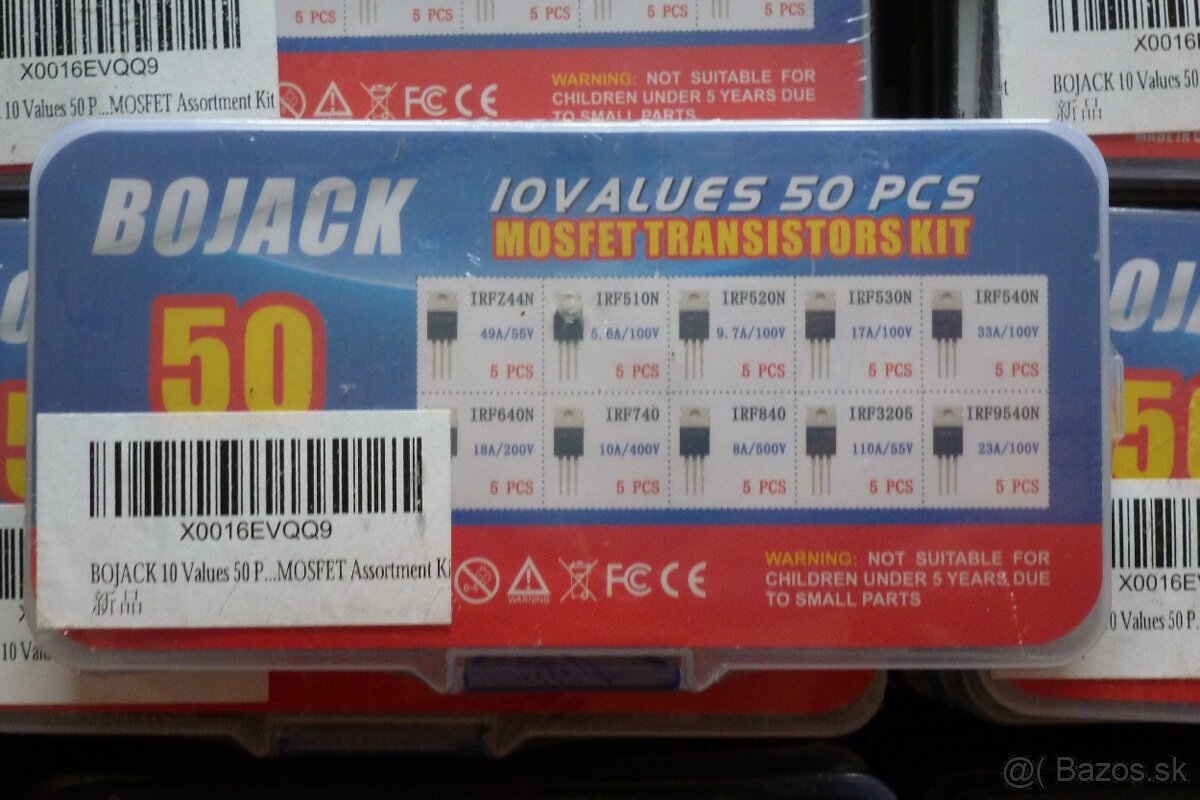 5 PCS 5 PCS 5 PCS 5 PCS 5 PCS
X0016EVQQ9
10 Values 50 P...MOSFET Assortment Kit
FC CE
WARNING: NOT SUITABLE FOR
CHILDREN UNDER 5 YEARS DUE
TO SMALL PARTS
X0016E
BOJACK 10 Values 50
新品
BOJACK
10VALUES 50 PCS
MOSFET TRANSISTORS KIT
50
IRFZ44N IRF510N IRF520N IRF530N IRF540N
49A/55V 5.6A/100V 9.7A/100V 17A/100V 33A/100V
5 PCS 5 PCS 5 PCS 5 PCS 5 PCS
IRF640N IRF740 IRF840 IRF3205 IRF9540N
18A/200V 10A/400V 8A/500V 110A/55V 23A/100V
5 PCS 5 PCS 5 PCS 5 PCS 5 PCS
X0016EVQQ9
BOJACK 10 Values 50 P...MOSFET Assortment Ki
新品
0-5
WARNING
FC CE
WARNING: NOT SUITABLE FOR
CHILDREN UNDER 5 YEARS, DUE
TO SMALL PARTS
X0016E
0 Values 50 P.
@( Bazos.sk